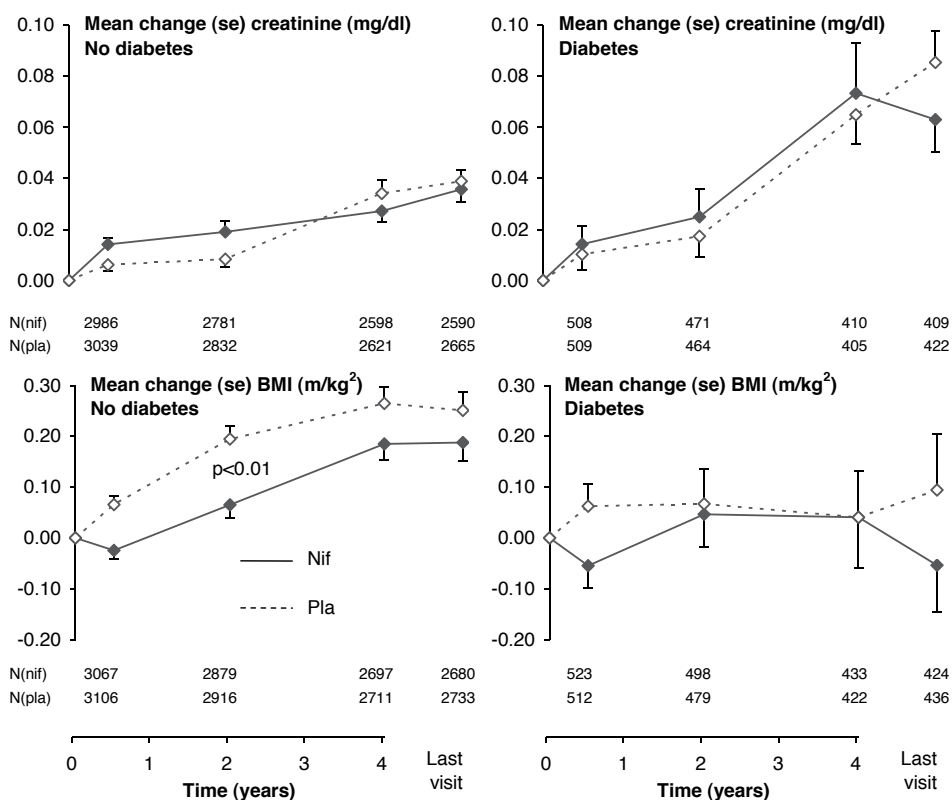 Mean change (se) creatinine (mg/dl)
No diabetes
0.10
0.08
0.06
0.04
0.02
0.00
N(nif) 2986 2781 2598 2590
N(pla) 3039 2832 2621 2665
Mean change (se) creatinine (mg/dl)
Diabetes
0.10
0.08
0.06
0.04
0.02
0.00
508 471 410 409
509 464 405 422
Mean change (se) BMI (m/kg²)
No diabetes
0.30
0.20
p<0.01
0.10
0.00
-0.10
-0.20
Nif
Pla
N(nif) 3067 2879 2697 2680
N(pla) 3106 2916 2711 2733
0 1 2 3 4 Last
visit
Time (years)
Mean change (se) BMI (m/kg²)
Diabetes
0.30
0.20
0.10
0.00
-0.10
-0.20
523 498 433 424
512 479 422 436
0 1 2 3 4 Last
visit
Time (years)